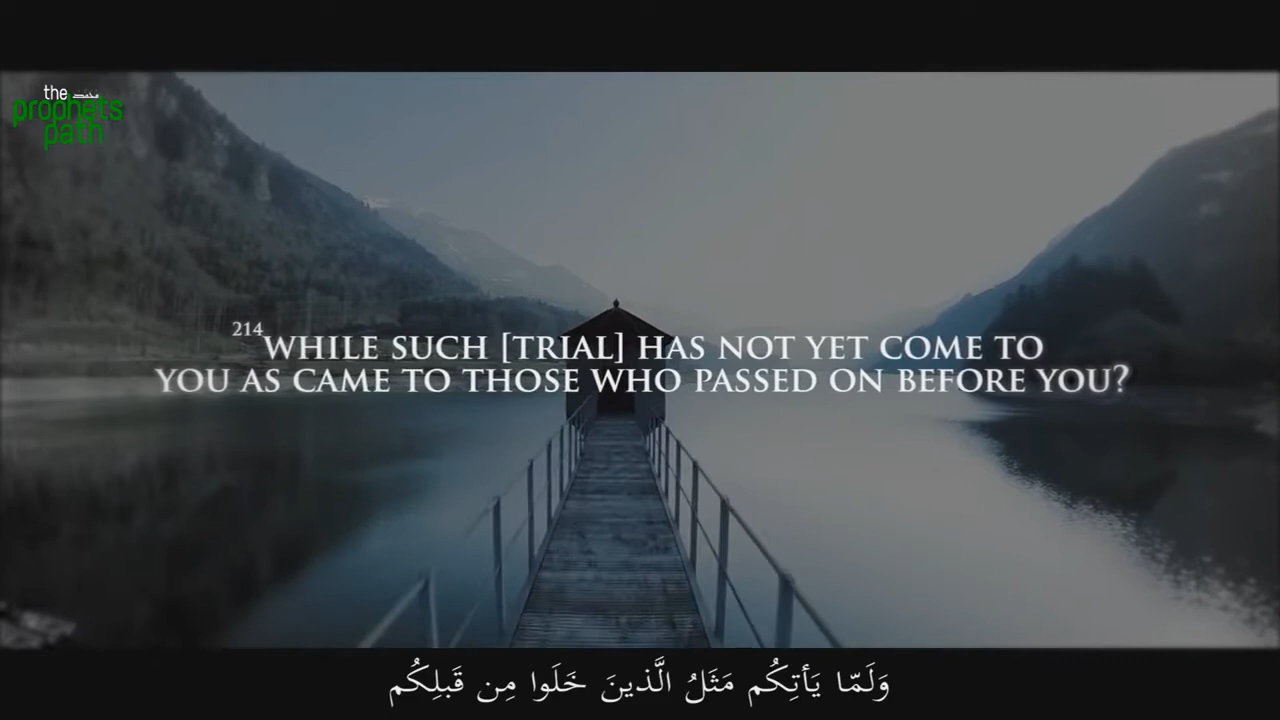 the محمد
prophets
path
214
WHILE SUCH [TRIAL] HAS NOT YET COME TO
YOU AS CAME TO THOSE WHO PASSED ON BEFORE YOU?
وَلَمّا يَأتِكُم مَثَلُ الَّذينَ خَلَوا مِن قَبلِكُم